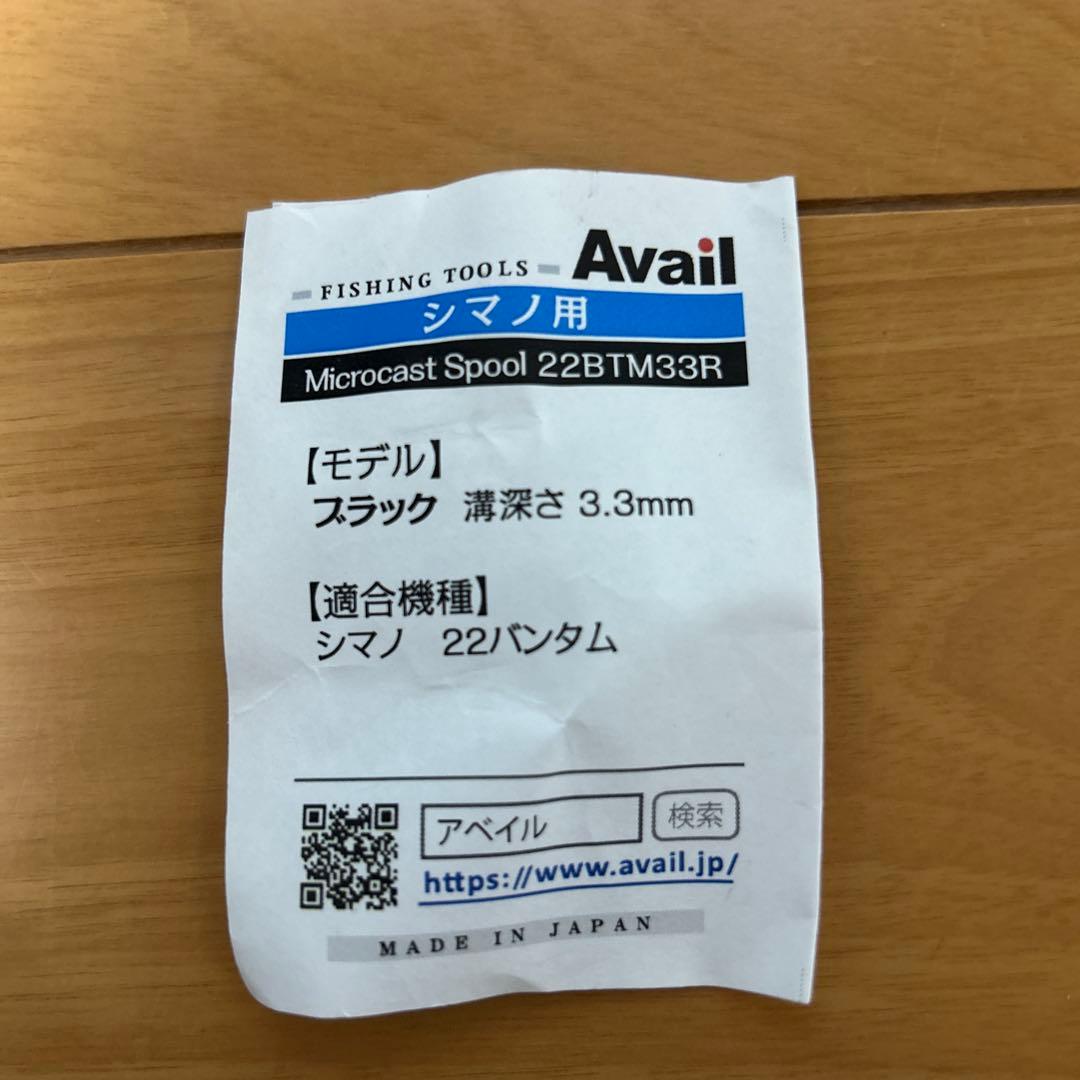 FISHING TOOLS Avail
シマノ用
Microcast Spool 22BTM33R
【モデル】
ブラック 溝深さ 3.3mm
【適合機種】
シマノ 22バンタム
アベイル 検索
https://www.avail.jp/
MADE IN JAPAN